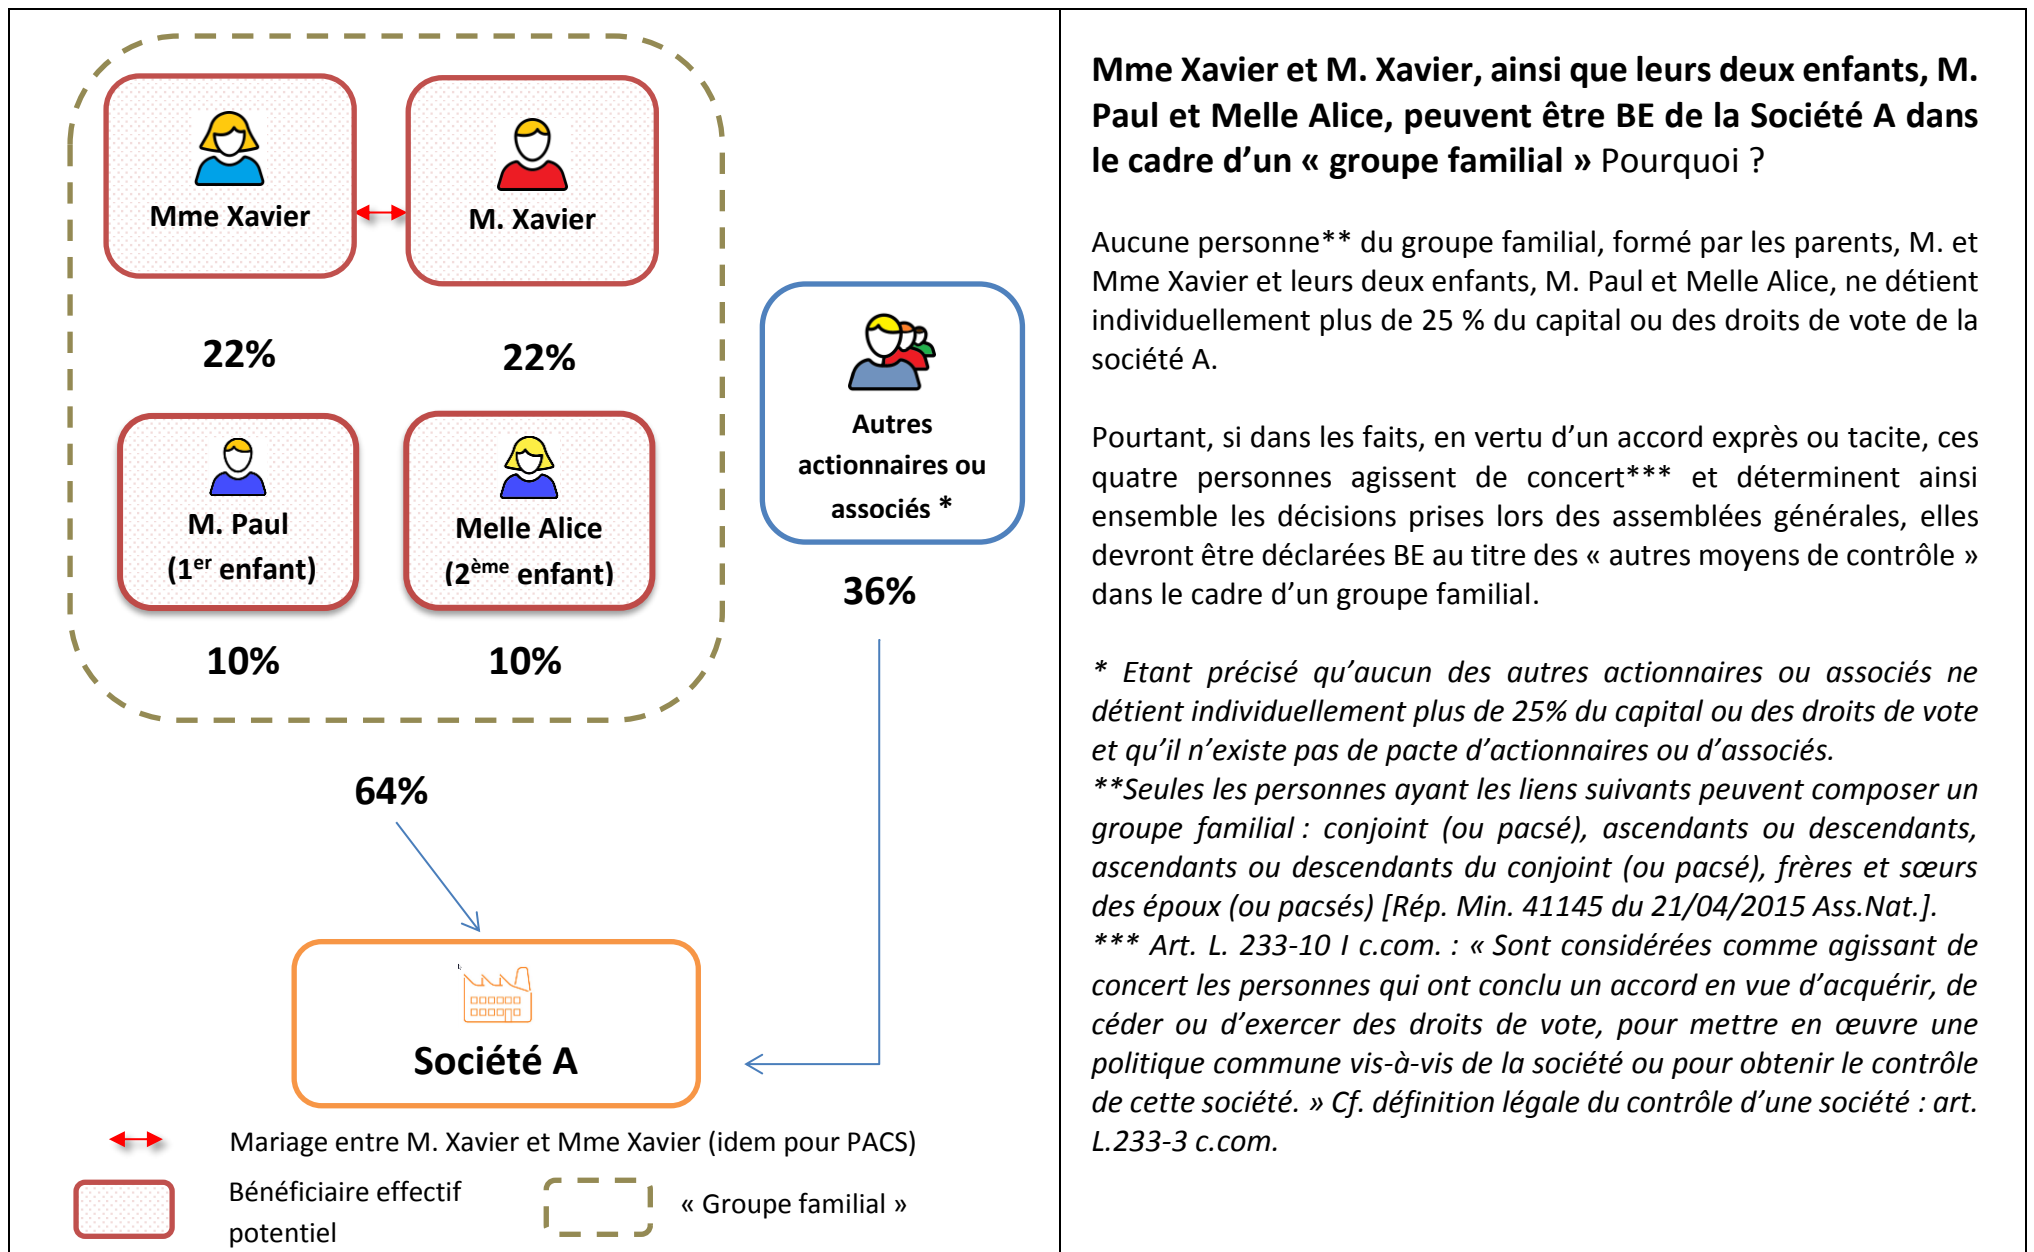 Mme Xavier
M. Xavier
22%
22%
M. Paul
(1er enfant)
Melle Alice
(2ème enfant)
10%
10%
64%
Autres
actionnaires ou
associés *
36%
Société A
Mariage entre M. Xavier et Mme Xavier (idem pour PACS)
Bénéficiaire effectif
potentiel
« Groupe familial »
Mme Xavier et M. Xavier, ainsi que leurs deux enfants, M.
Paul et Melle Alice, peuvent être BE de la Société A dans
le cadre d’un « groupe familial » Pourquoi ?
Aucune personne** du groupe familial, formé par les parents, M. et
Mme Xavier et leurs deux enfants, M. Paul et Melle Alice, ne détient
individuellement plus de 25 % du capital ou des droits de vote de la
société A.
Pourtant, si dans les faits, en vertu d’un accord exprès ou tacite, ces
quatre personnes agissent de concert*** et déterminent ainsi
ensemble les décisions prises lors des assemblées générales, elles
devront être déclarées BE au titre des « autres moyens de contrôle »
dans le cadre d’un groupe familial.
* Etant précisé qu’aucun des autres actionnaires ou associés ne
détient individuellement plus de 25% du capital ou des droits de vote
et qu’il n’existe pas de pacte d’actionnaires ou d’associés.
**Seules les personnes ayant les liens suivants peuvent composer un
groupe familial : conjoint (ou pacsé), ascendants ou descendants,
ascendants ou descendants du conjoint (ou pacsé), frères et sœurs
des époux (ou pacsés) [Rép. Min. 41145 du 21/04/2015 Ass.Nat.].
*** Art. L. 233-10 I c.com. : « Sont considérées comme agissant de
concert les personnes qui ont conclu un accord en vue d’acquérir, de
céder ou d’exercer des droits de vote, pour mettre en œuvre une
politique commune vis-à-vis de la société ou pour obtenir le contrôle
de cette société. » Cf. définition légale du contrôle d’une société : art.
L.233-3 c.com.